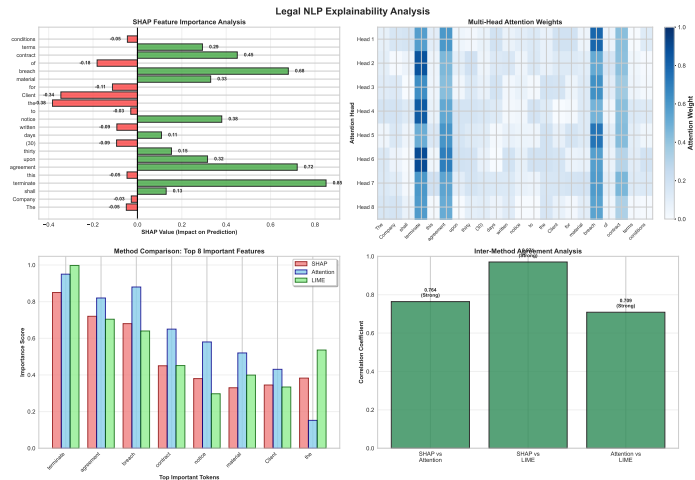 Legal NLP Explainability Analysis
SHAP Feature Importance Analysis
conditions
terms
contract
of
breach
material
for
Client
the
to
notice
written
days
(30)
thirty
upon
agreement
this
terminate
shall
Company
The
-0.05
0.29
0.45
-0.18
0.68
0.33
-0.11
-0.34
-0.38
-0.03
0.38
-0.09
0.11
-0.09
0.15
0.32
0.72
-0.05
0.85
0.13
-0.03
-0.05
−0.4 −0.2 0.0 0.2 0.4 0.6 0.8
SHAP Value (Impact on Prediction)
Multi-Head Attention Weights
Attention Head
Head 1
Head 2
Head 3
Head 4
Head 5
Head 6
Head 7
Head 8
The Company shall terminate this agreement upon thirty (30) days written notice to the Client for material breach of contract terms conditions
1.0
0.8
0.6
0.4
0.2
0.0
Attention Weight
Method Comparison: Top 8 Important Features
SHAP
Attention
LIME
Importance Score
1.0
0.8
0.6
0.4
0.2
0.0
terminate agreement breach contract notice material Client the
Top Important Tokens
Inter-Method Agreement Analysis
Correlation Coefficient
1.0
0.8
0.6
0.4
0.2
0.0
0.764
(Strong)
(Strong)
0.709
(Strong)
SHAP vs
Attention
SHAP vs
LIME
Attention vs
LIME